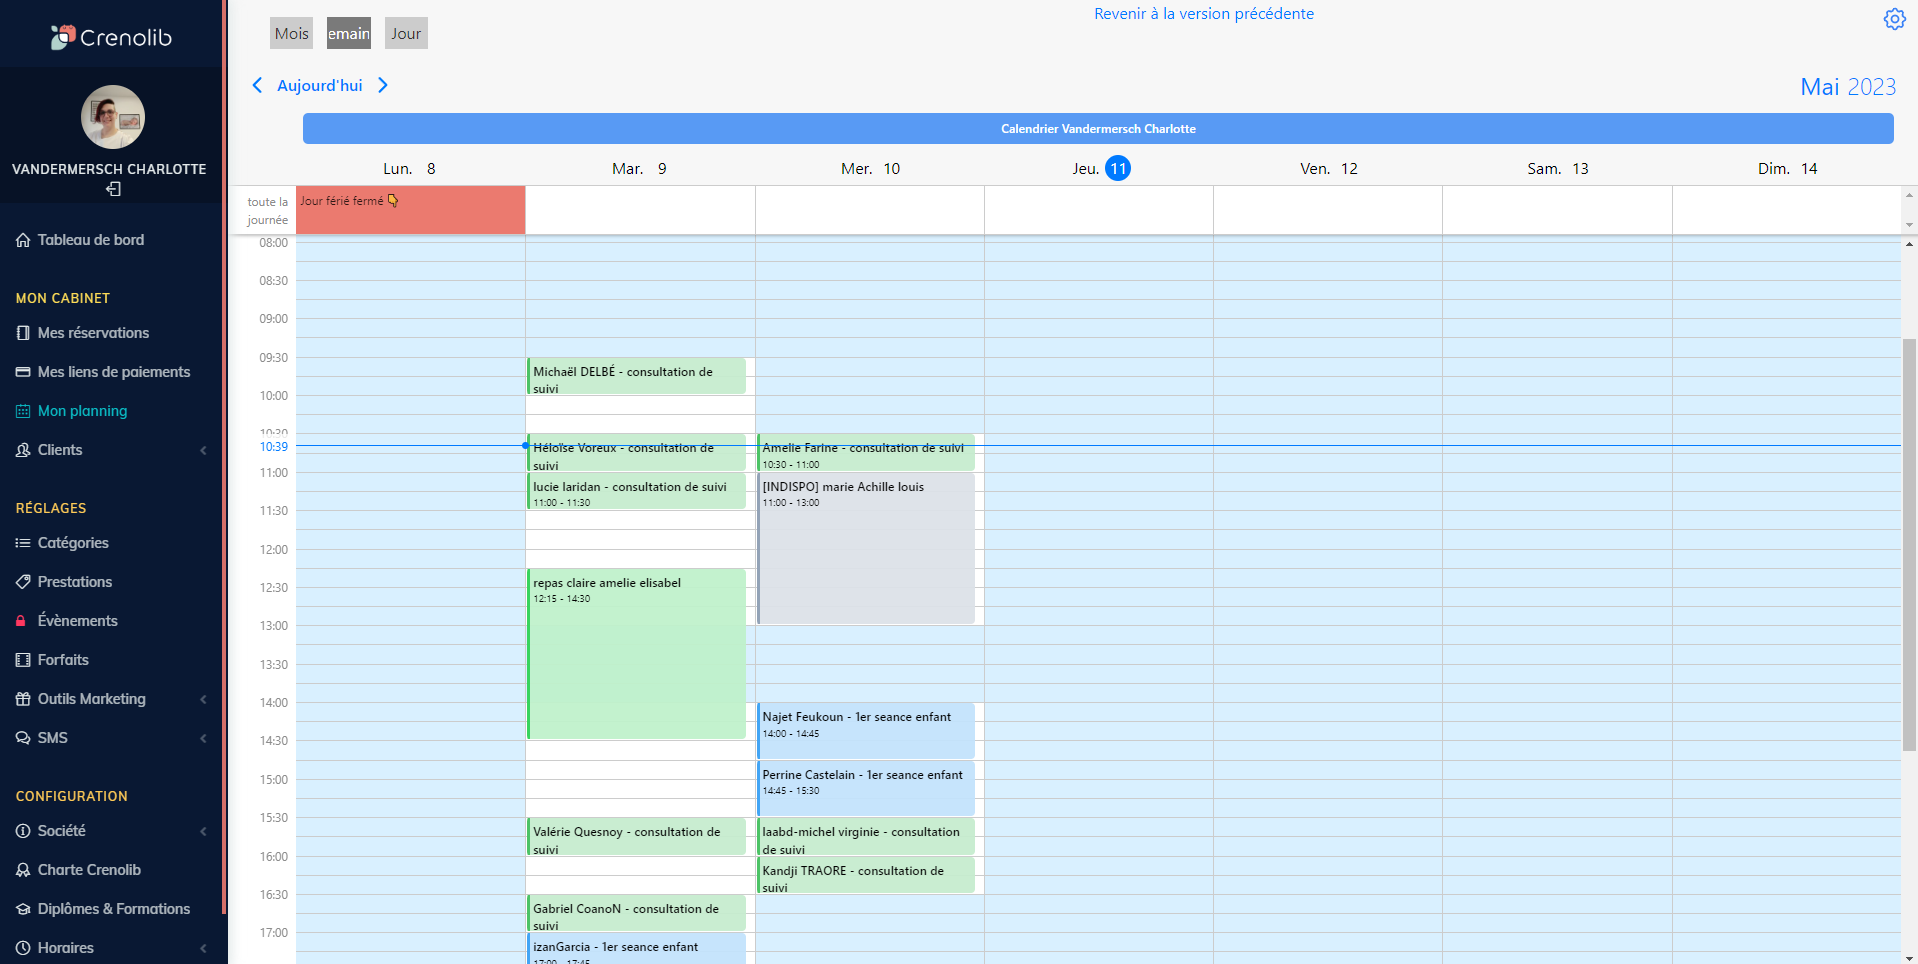 Crenolib
VANDERMERSCH CHARLOTTE
Tableau de bord
MON CABINET
Mes réservations
Mes liens de paiements
Mon planning
Clients
RÉGLAGES
Catégories
Prestations
Évènements
Forfaits
Outils Marketing
SMS
CONFIGURATION
Société
Charte Crenolib
Diplômes & Formations
Horaires
Revenir à la version précédente
Mois
emain
Jour
Aujourd'hui
Mai 2023
Calendrier Vandermersch Charlotte
Lun. 8
Mar. 9
Mer. 10
Jeu. 11
Ven. 12
Sam. 13
Dim. 14
toute la
journée
Jour férié fermé
08:00
08:30
09:00
09:30
10:00
10:30
10:39
11:00
11:30
12:00
12:30
13:00
13:30
14:00
14:30
15:00
15:30
16:00
16:30
17:00
Michaël DELBÉ - consultation de
suivi
Héloïse Voreux - consultation de
suivi
lucie laridan - consultation de suivi
11:00 - 11:30
repas claire amelie elisabel
12:15 - 14:30
Valérie Quesnoy - consultation de
suivi
Gabriel CoanoN - consultation de
suivi
izanGarcia - 1er seance enfant
17:00 - 17:45
Amelie Farine - consultation de suivi
10:30 - 11:00
[INDISPO] marie Achille louis
11:00 - 13:00
Najet Feukoun - 1er seance enfant
14:00 - 14:45
Perrine Castelain - 1er seance enfant
14:45 - 15:30
laabd-michel virginie - consultation
de suivi
Kandji TRAORE - consultation de
suivi